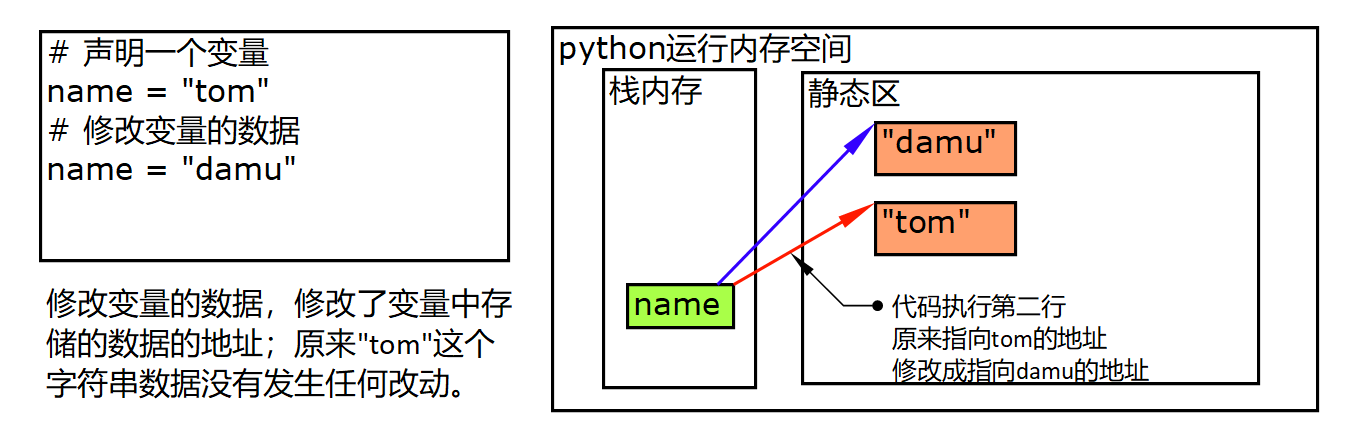 # 声明一个变量
name = "tom"
# 修改变量的数据
name = "damu"
修改变量的数据，修改了变量中存
储的数据的地址；原来"tom"这个
字符串数据没有发生任何改动。
python运行内存空间
栈内存
name
静态区
"damu"
"tom"
代码执行第二行
原来指向tom的地址
修改成指向damu的地址